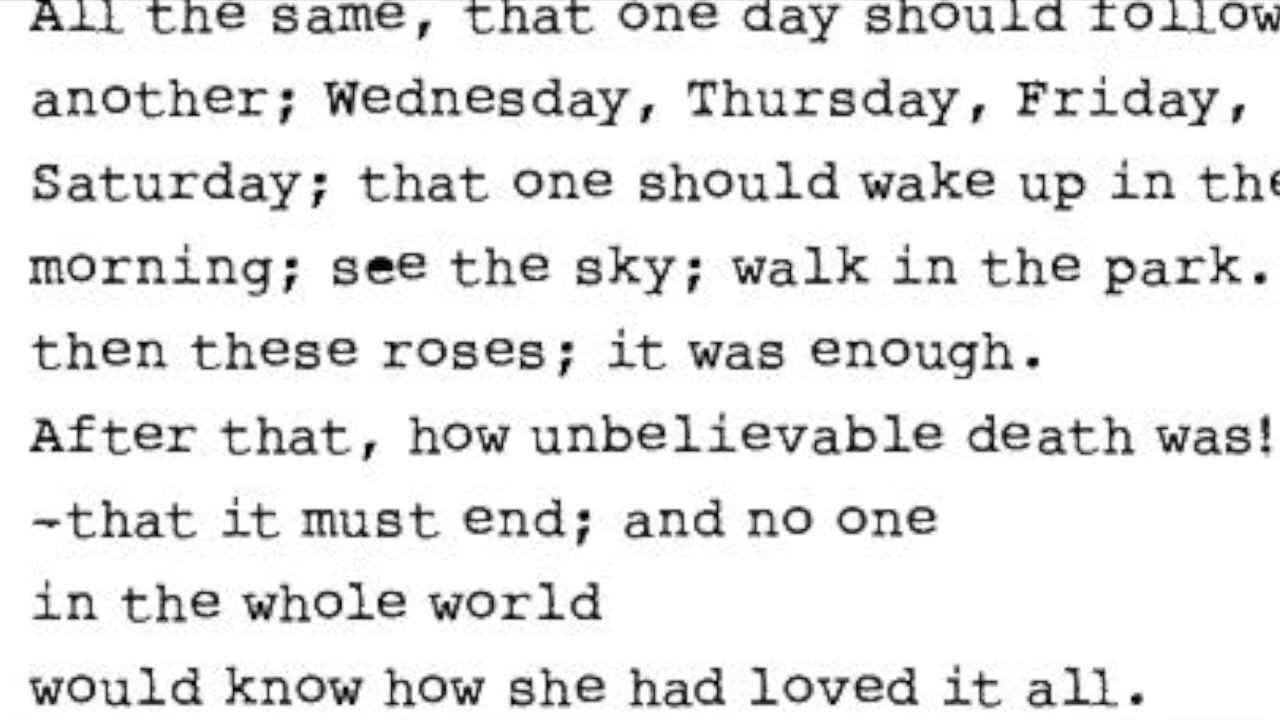 All the same, that one day should follow
another; Wednesday, Thursday, Friday,
Saturday; that one should wake up in the
morning; see the sky; walk in the park.
then these roses; it was enough.
After that, how unbelievable death was!
~that it must end; and no one
in the whole world
would know how she had loved it all.